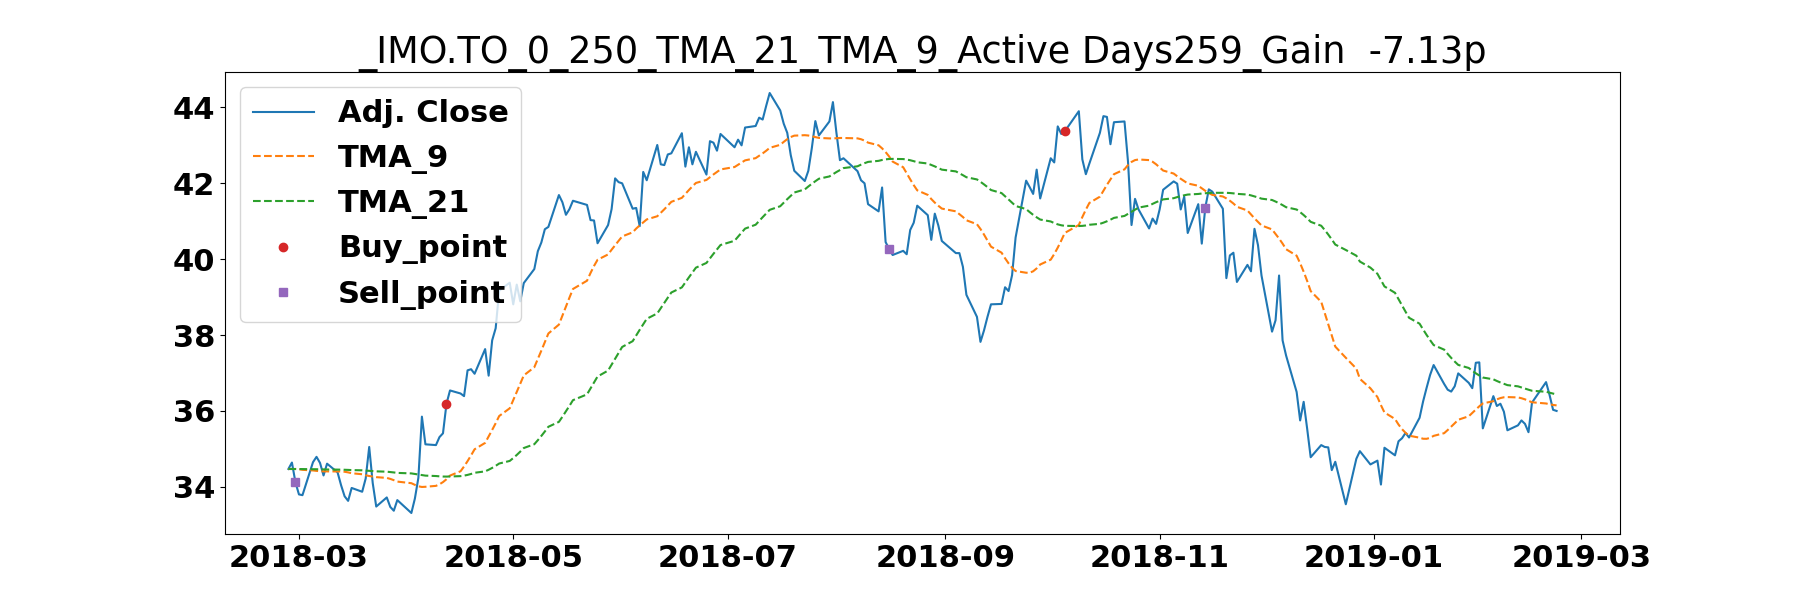 _IMO.TO_0_250_TMA_21_TMA_9_Active Days259_Gain  -7.13p
Adj. Close
TMA_9
TMA_21
Buy_point
Sell_point
44
42
40
38
36
34
2018-03 2018-05 2018-07 2018-09 2018-11 2019-01 2019-03